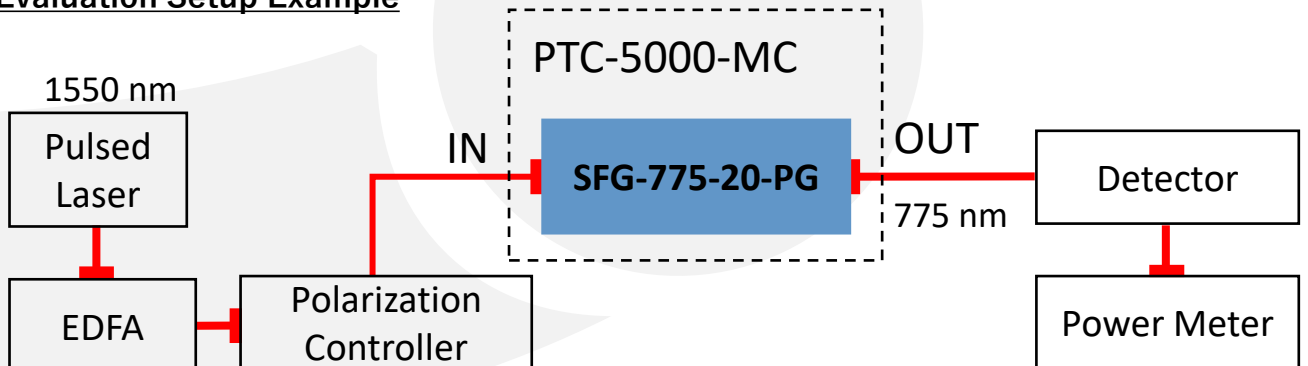 Evaluation Setup Example
PTC-5000-MC
1550 nm
Pulsed
Laser
IN
SFG-775-20-PG
OUT
775 nm
Detector
EDFA
Polarization
Controller
Power Meter